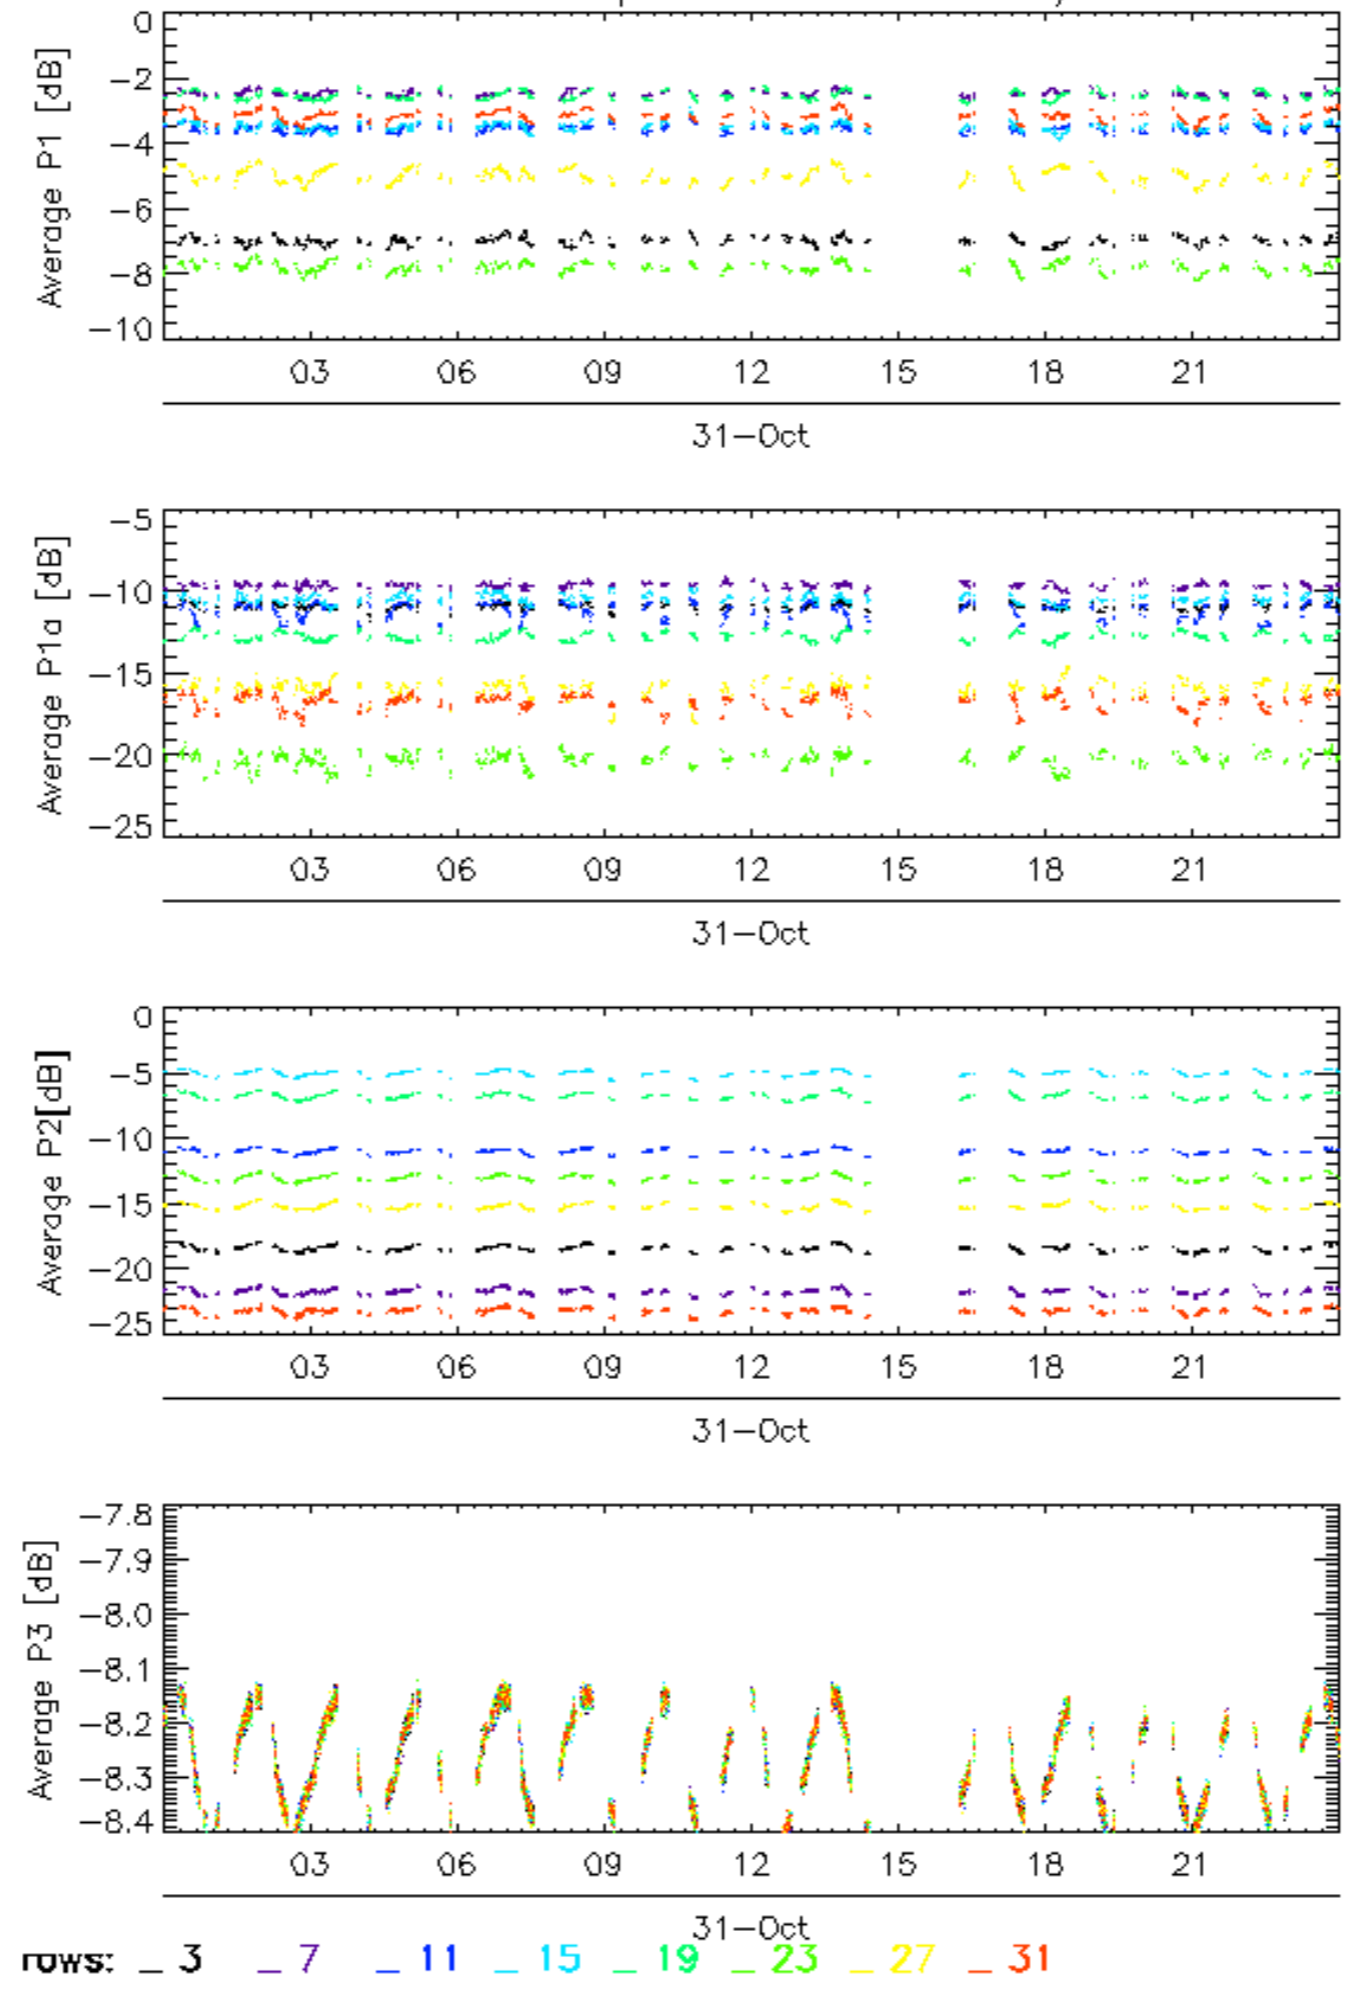 0
−2
−4
−6
−8
−10
Average P1 [dB]
03 06 09 12 15 18 21
31−Oct
−5
−10
−15
−20
−25
Average P1a [dB]
03 06 09 12 15 18 21
31−Oct
0
−5
−10
−15
−20
−25
Average P2[dB]
03 06 09 12 15 18 21
31−Oct
−7.8
−7.9
−8.0
−8.1
−8.2
−8.3
−8.4
Average P3 [dB]
03 06 09 12 15 18 21
31−Oct
rows: _ 3 _ 7 _ 11 _ 15 _ 19 _ 23 _ 27 _ 31